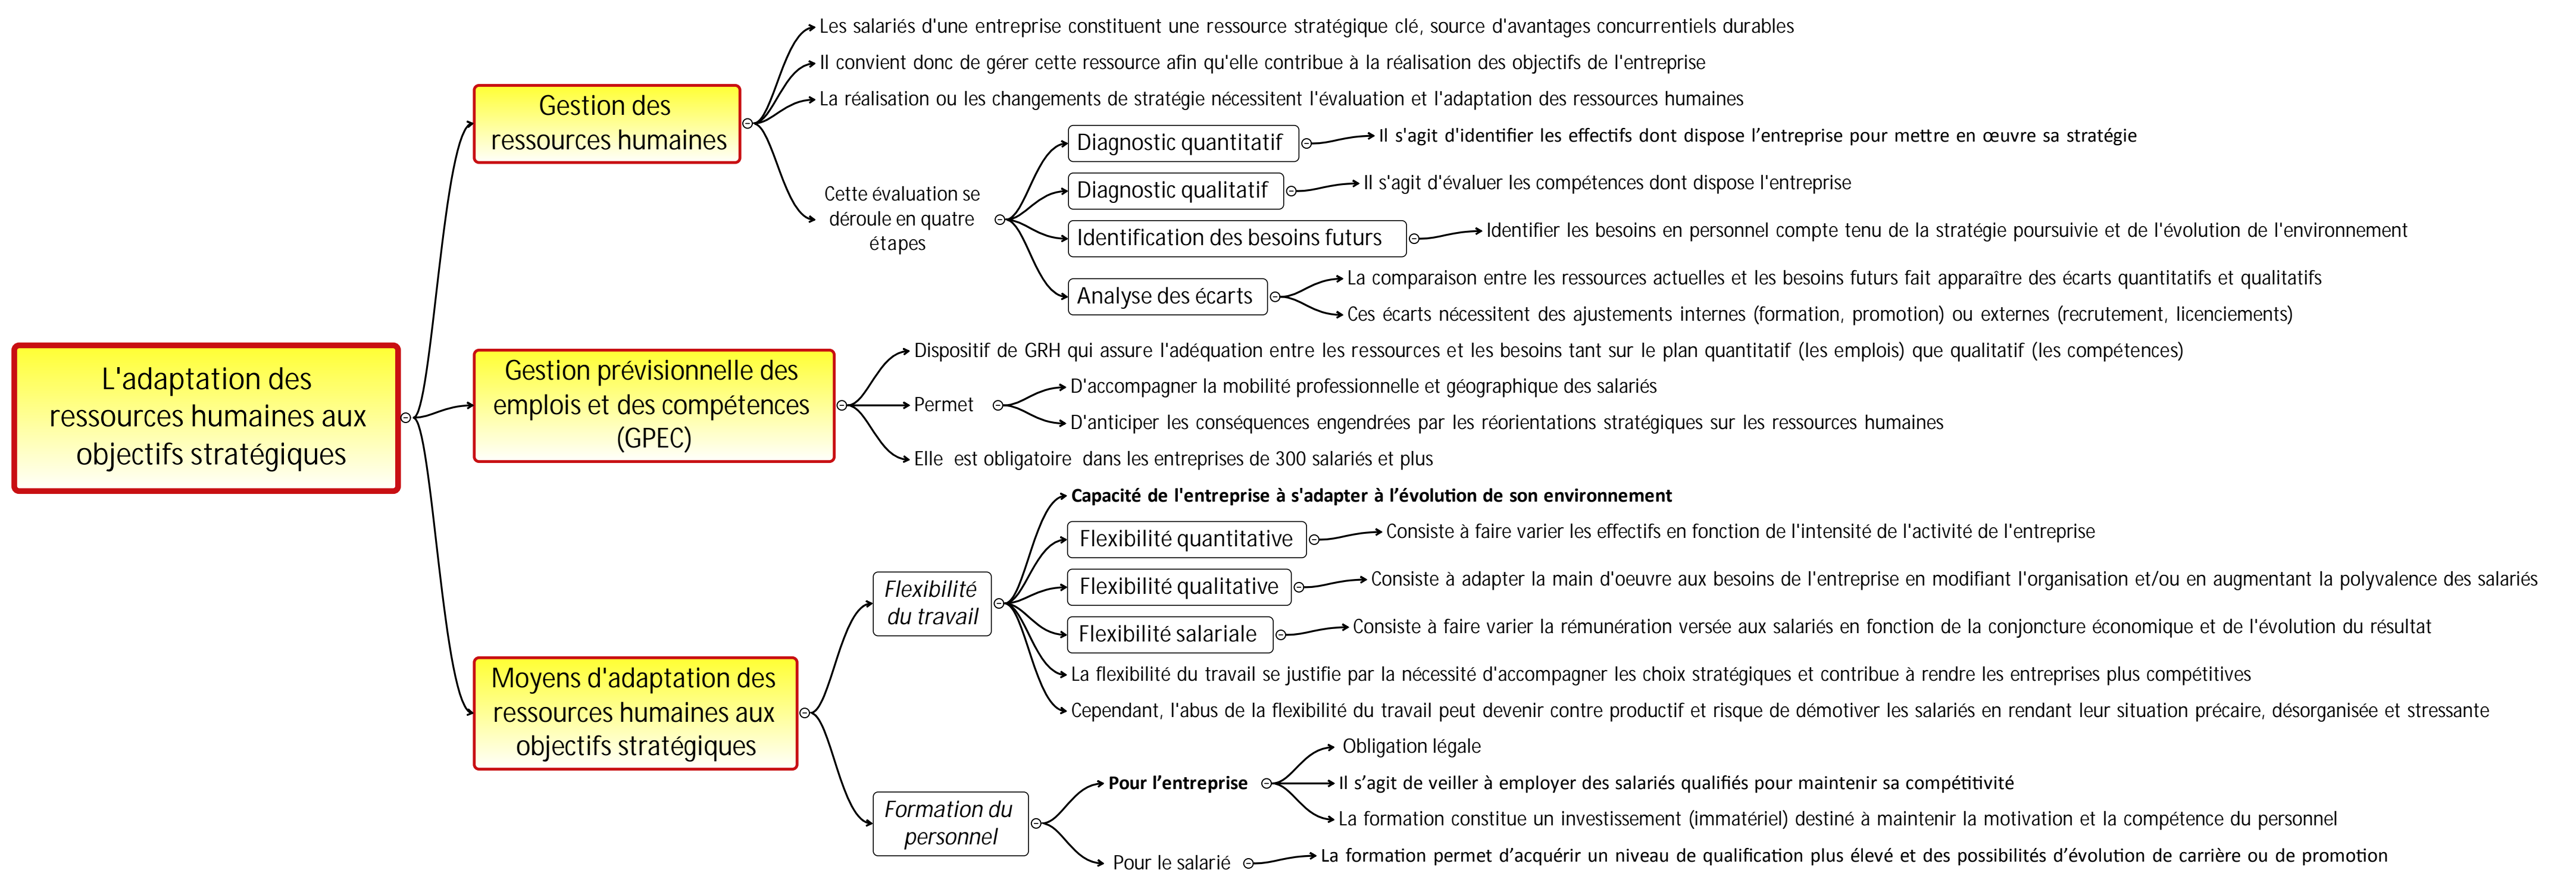 L'adaptation des
ressources humaines aux
objectifs stratégiques
Gestion des
ressources humaines
Les salariés d'une entreprise constituent une ressource stratégique clé, source d'avantages concurrentiels durables
Il convient donc de gérer cette ressource afin qu'elle contribue à la réalisation des objectifs de l'entreprise
La réalisation ou les changements de stratégie nécessitent l'évaluation et l'adaptation des ressources humaines
Cette évaluation se
déroule en quatre
étapes
Diagnostic quantitatif
Il s'agit d'identifier les effectifs dont dispose l’entreprise pour mettre en œuvre sa stratégie
Diagnostic qualitatif
Il s'agit d'évaluer les compétences dont dispose l'entreprise
Identification des besoins futurs
Identifier les besoins en personnel compte tenu de la stratégie poursuivie et de l'évolution de l'environnement
Analyse des écarts
La comparaison entre les ressources actuelles et les besoins futurs fait apparaître des écarts quantitatifs et qualitatifs
Ces écarts nécessitent des ajustements internes (formation, promotion) ou externes (recrutement, licenciements)
Gestion prévisionnelle des
emplois et des compétences
(GPEC)
Dispositif de GRH qui assure l'adéquation entre les ressources et les besoins tant sur le plan quantitatif (les emplois) que qualitatif (les compétences)
Permet
D'accompagner la mobilité professionnelle et géographique des salariés
D'anticiper les conséquences engendrées par les réorientations stratégiques sur les ressources humaines
Elle est obligatoire dans les entreprises de 300 salariés et plus
Moyens d'adaptation des
ressources humaines aux
objectifs stratégiques
Flexibilité
du travail
Capacité de l'entreprise à s'adapter à l’évolution de son environnement
Flexibilité quantitative
Consiste à faire varier les effectifs en fonction de l'intensité de l'activité de l'entreprise
Flexibilité qualitative
Consiste à adapter la main d'oeuvre aux besoins de l'entreprise en modifiant l'organisation et/ou en augmentant la polyvalence des salariés
Flexibilité salariale
Consiste à faire varier la rémunération versée aux salariés en fonction de la conjoncture économique et de l'évolution du résultat
La flexibilité du travail se justifie par la nécessité d'accompagner les choix stratégiques et contribue à rendre les entreprises plus compétitives
Cependant, l'abus de la flexibilité du travail peut devenir contre productif et risque de démotiver les salariés en rendant leur situation précaire, désorganisée et stressante
Formation du
personnel
Pour l’entreprise
Obligation légale
Il s’agit de veiller à employer des salariés qualifiés pour maintenir sa compétitivité
La formation constitue un investissement (immatériel) destiné à maintenir la motivation et la compétence du personnel
Pour le salarié
La formation permet d’acquérir un niveau de qualification plus élevé et des possibilités d’évolution de carrière ou de promotion